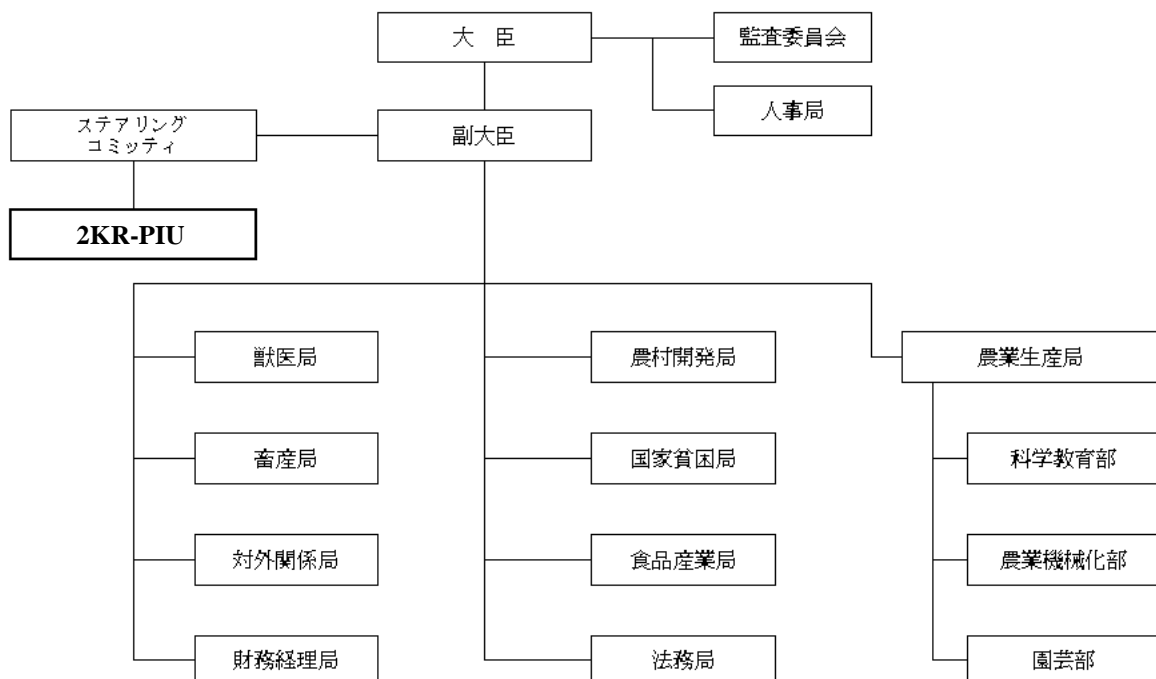 大　臣
監査委員会
人事局
ステアリング
コミッティ
副大臣
2KR-PIU
獣医局
農村開発局
農業生産局
畜産局
国家貧困局
科学教育部
対外関係局
食品産業局
農業機械化部
財務経理局
法務局
園芸部